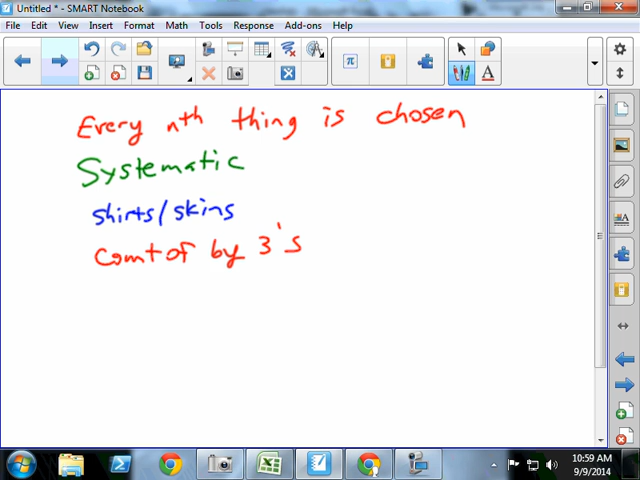 Untitled * - SMART Notebook
File Edit View Insert Format Math Tools Response Add-ons Help
Every nth thing is chosen
Systematic
shirts/skins
comt of by 3's
10:59 AM
9/9/2014